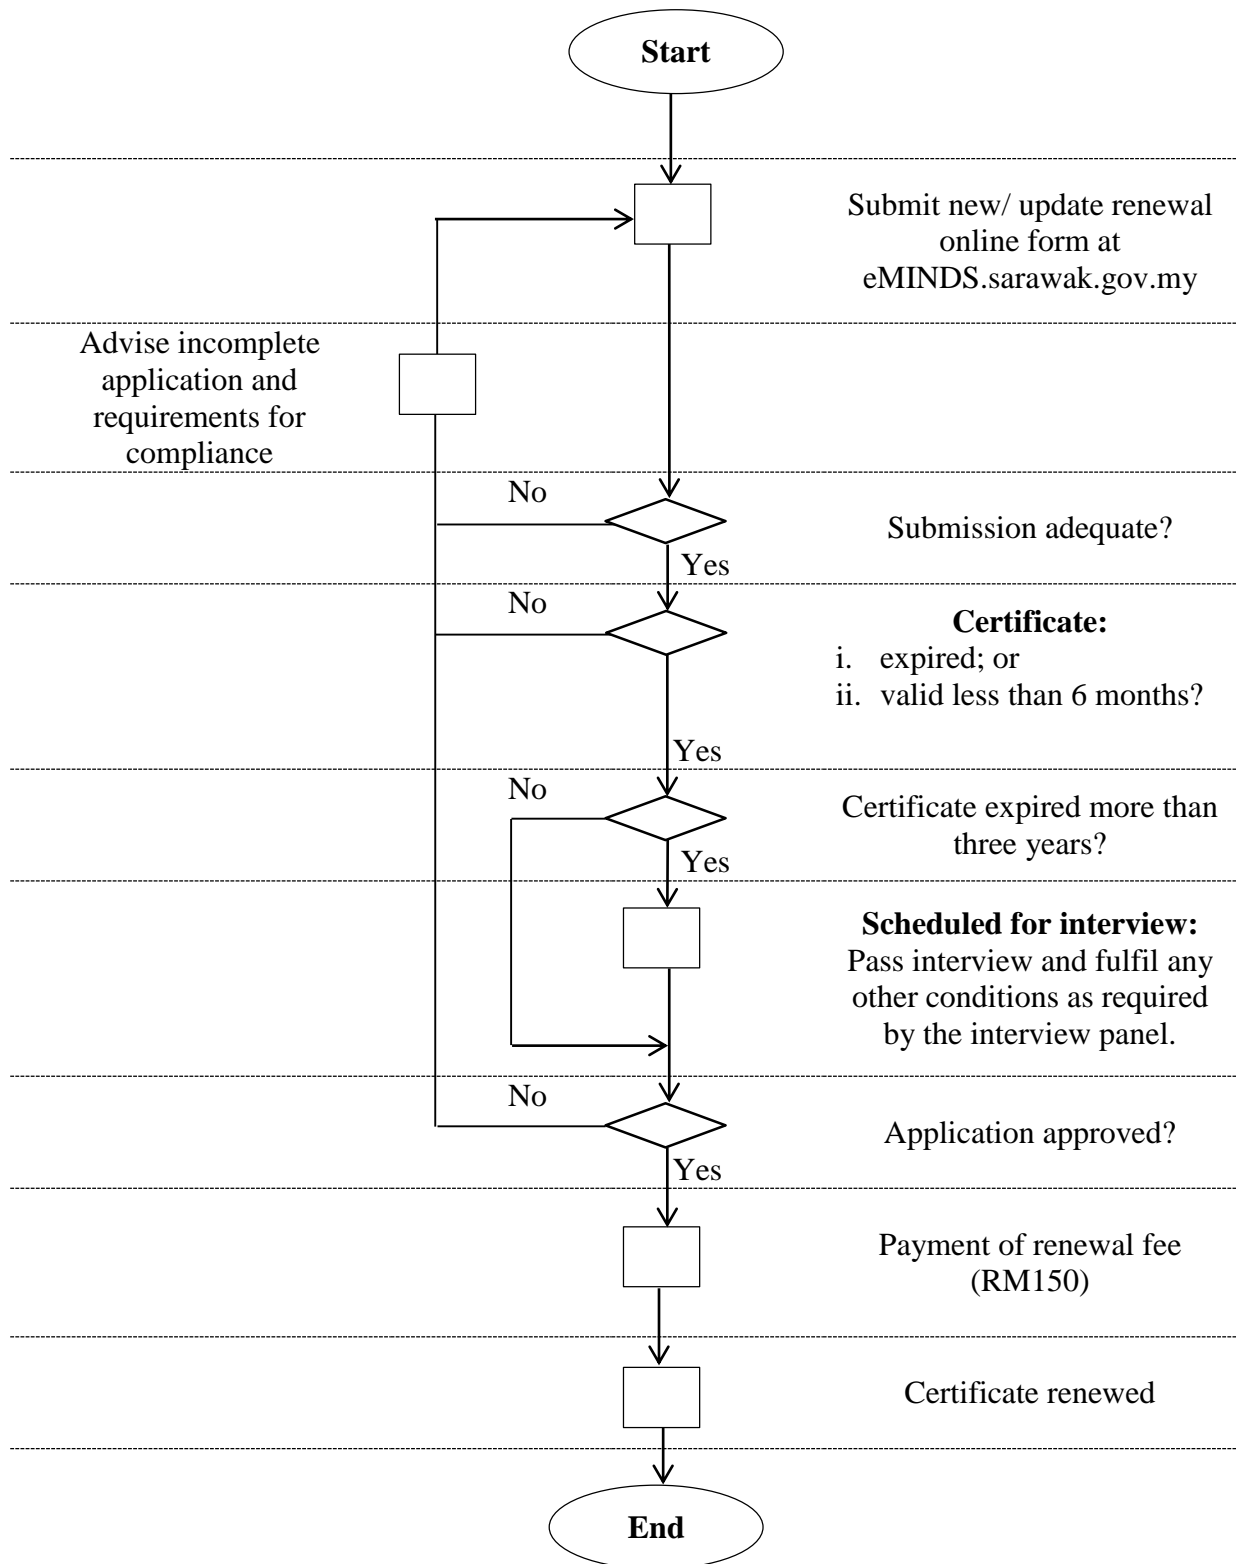 Start
Submit new/ update renewal
online form at
eMINDS.sarawak.gov.my
Advise incomplete
application and
requirements for
compliance
No
Submission adequate?
Yes
No
Certificate:
i. expired; or
ii. valid less than 6 months?
Yes
No
Certificate expired more than
three years?
Yes
Scheduled for interview:
Pass interview and fulfil any
other conditions as required
by the interview panel.
No
Application approved?
Yes
Payment of renewal fee
(RM150)
Certificate renewed
End